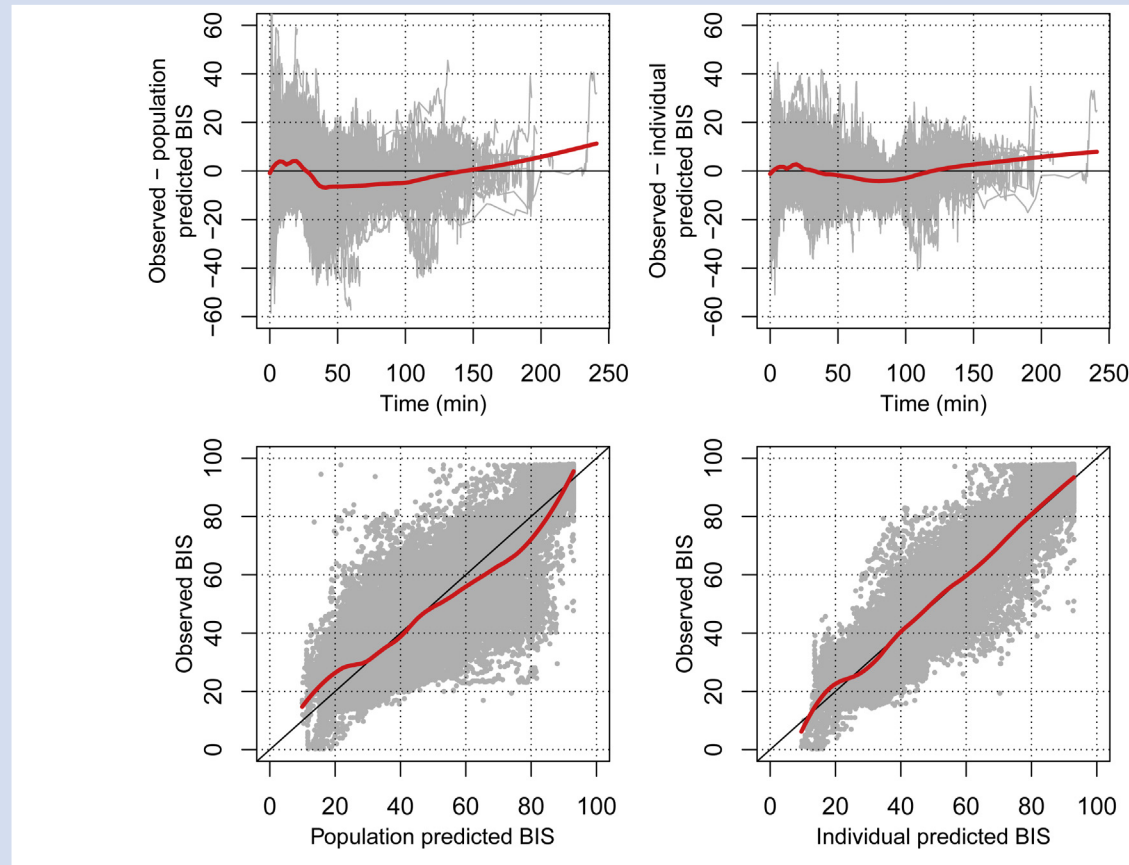 Observed − population
predicted BIS
60
40
20
0
−20
−40
−60
0 50 100 150 200 250
Time (min)
Observed − individual
predicted BIS
60
40
20
0
−20
−40
−60
0 50 100 150 200 250
Time (min)
Observed BIS
100
80
60
40
20
0
0 20 40 60 80 100
Population predicted BIS
Observed BIS
100
80
60
40
20
0
0 20 40 60 80 100
Individual predicted BIS